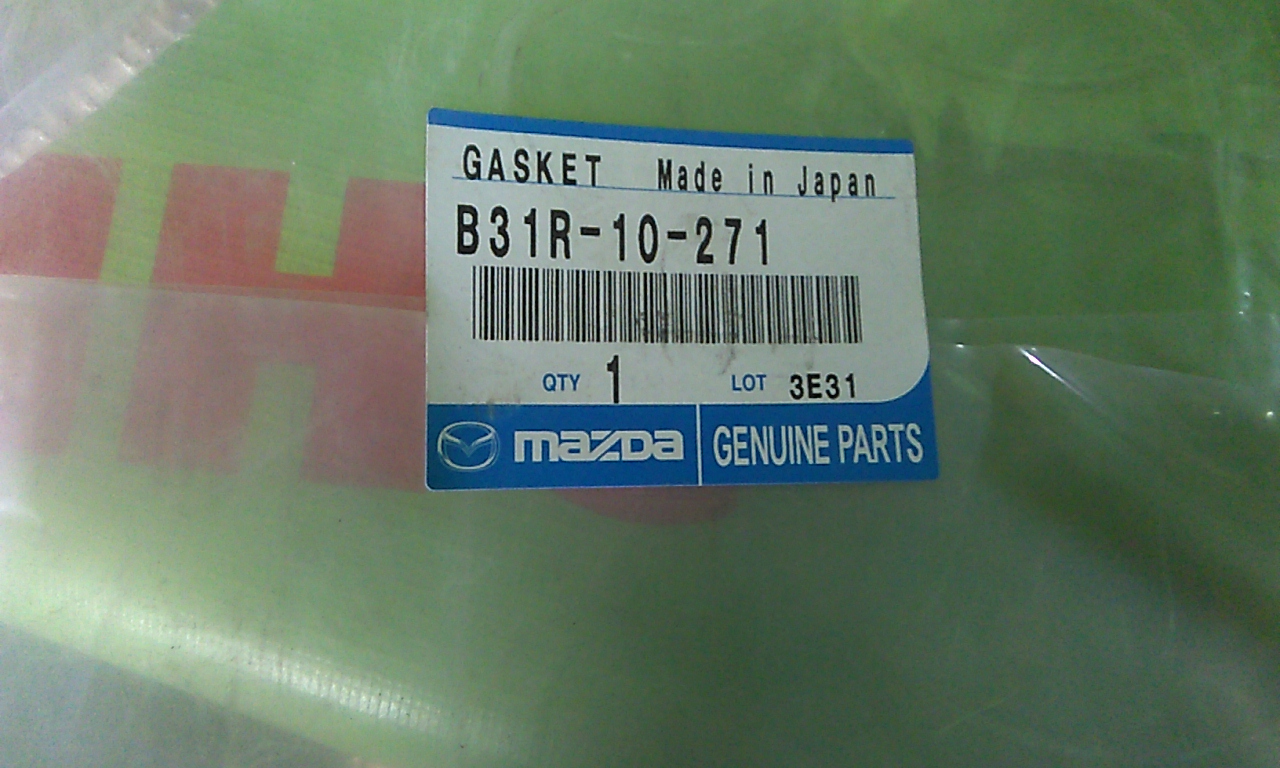 GASKET Made in Japan
B31R-10-271
QTY 1 LOT 3E31
mazda GENUINE PARTS